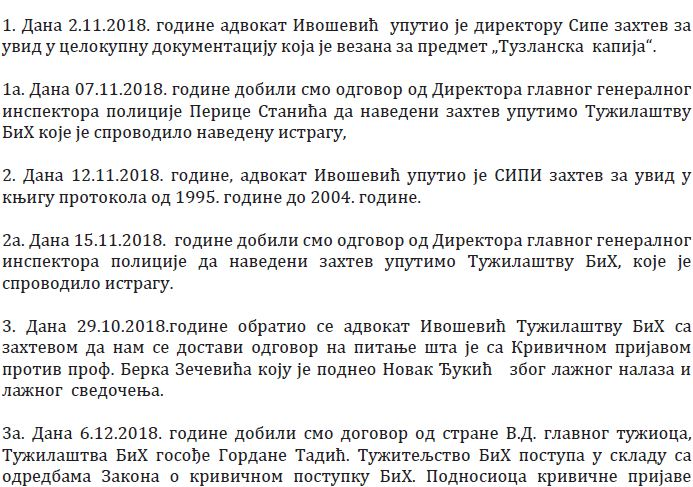 1. Дана 2.11.2018. године адвокат Ивошевић упутио је директору Сипе захтев за
увид у целокупну документацију која је везана за предмет „Тузланска капија“.
1а. Дана 07.11.2018. године добили смо одговор од Директора главног генералног
инспектора полиције Перице Станића да наведени захтев упутимо Тужилаштву
БиХ које је спроводило наведену истрагу,
2. Дана 12.11.2018. године, адвокат Ивошевић упутио је СИПИ захтев за увид у
књигу протокола од 1995. године до 2004. године.
2а. Дана 15.11.2018. године добили смо одговор од Директора главног генералног
инспектора полиције да наведени захтев упутимо Тужилаштву БиХ, које је
спроводило истрагу.
3. Дана 29.10.2018.године обратио се адвокат Ивошевић Тужилаштву БиХ са
захтевом да нам се достави одговор на питање шта је са Кривичном пријавом
против проф. Берка Зечевића коју је поднео Новак Ђукић због лажног налаза и
лажног сведочења.
3а. Дана 6.12.2018. године добили смо договор од стране В.Д. главног тужиоца,
Тужилаштва БиХ госође Гордане Тадић. Тужитељство БиХ поступа у складу са
одредбама Закона о кривичном поступку БиХ. Подносиоца кривичне пријаве